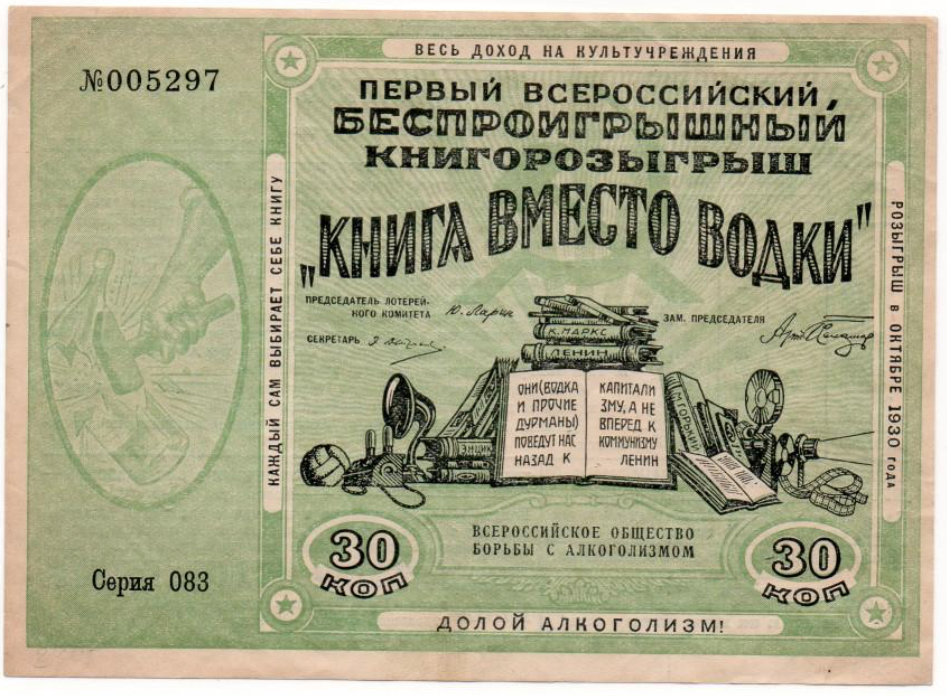 №005297
ВЕСЬ ДОХОД НА КУЛЬТУЧРЕЖДЕНИЯ
ПЕРВЫЙ ВСЕРОССИЙСКИЙ
БЕСПРОИГРЫШНЫЙ
КНИГОРОЗЫГРЫШ
„КНИГА ВМЕСТО ВОДКИ"
КАЖДЫЙ САМ ВЫБИРАЕТ СЕБЕ КНИГУ
РОЗЫГРЫШ в ОКТЯБРЕ 1930 года
ПРЕДСЕДАТЕЛЬ ЛОТЕРЕЙ-
НОГО КОМИТЕТА Ю. Ларин
СЕКРЕТАРЬ
ЗАМ. ПРЕДСЕДАТЕЛЯ
К. МАРКС
ЛЕНИН
ОНИ (ВОДКА
И ПРОЧИЕ
ДУРМАНЫ)
ПОВЕДУТ НАС
НАЗАД К
КАПИТАЛИ
ЗМУ, А НЕ
ВПЕРЕД К
КОММУНИЗМУ
ЛЕНИН
М. ГОРЬКИЙ
ВСЕРОССИЙСКОЕ ОБЩЕСТВО
БОРЬБЫ С АЛКОГОЛИЗМОМ
30
КОП
30
КОП
Серия 083
ДОЛОЙ АЛКОГОЛИЗМ!